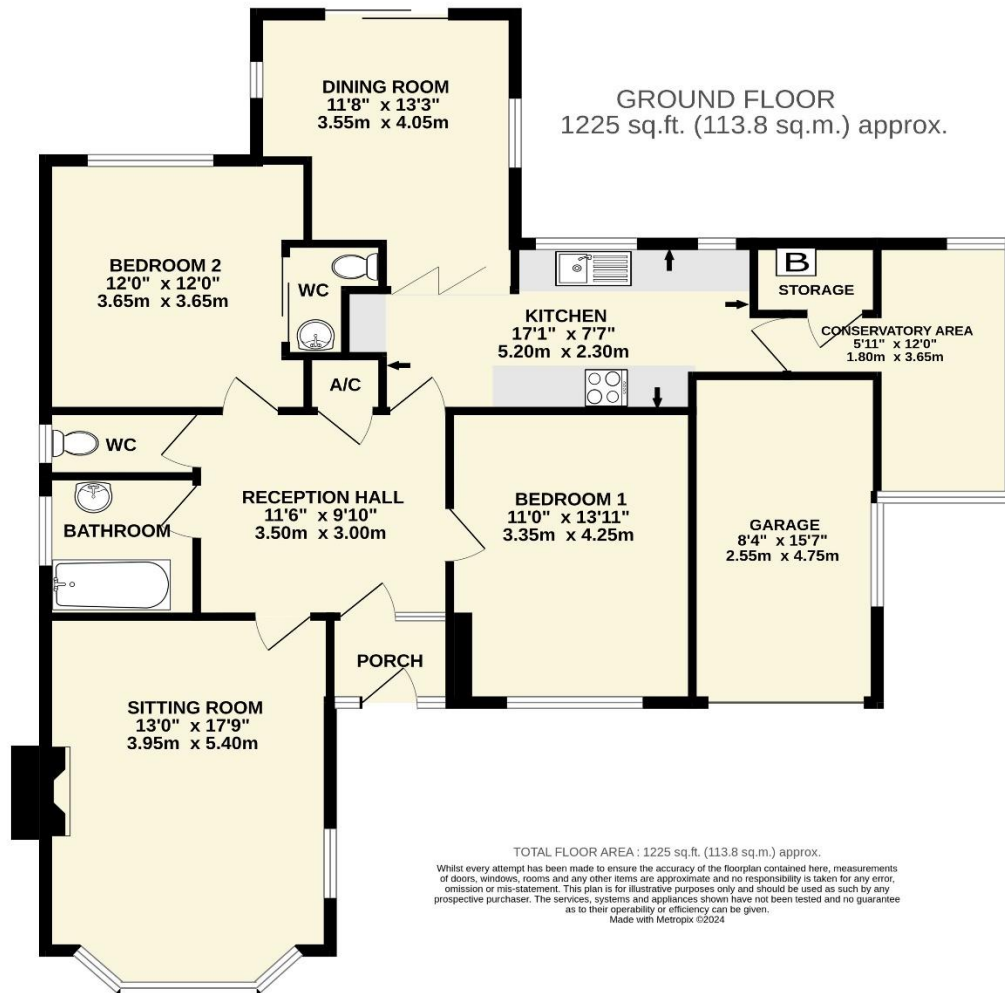 GROUND FLOOR
1225 sq.ft. (113.8 sq.m.) approx.
DINING ROOM
11'8" x 13'3"
3.55m x 4.05m
BEDROOM 2
12'0" x 12'0"
3.65m x 3.65m
WC
B
STORAGE
KITCHEN
17'1" x 7'7"
5.20m x 2.30m
CONSERVATORY AREA
5'11" x 12'0"
1.80m x 3.65m
A/C
WC
RECEPTION HALL
11'6" x 9'10"
3.50m x 3.00m
BEDROOM 1
11'0" x 13'11"
3.35m x 4.25m
BATHROOM
GARAGE
8'4" x 15'7"
2.55m x 4.75m
PORCH
SITTING ROOM
13'0" x 17'9"
3.95m x 5.40m
TOTAL FLOOR AREA : 1225 sq.ft. (113.8 sq.m.) approx.
Whilst every attempt has been made to ensure the accuracy of the floorplan contained here, measurements
of doors, windows, rooms and any other items are approximate and no responsibility is taken for any error,
omission or mis-statement. This plan is for illustrative purposes only and should be used as such by any
prospective purchaser. The services, systems and appliances shown have not been tested and no guarantee
as to their operability or efficiency can be given.
Made with Metropix ©2024